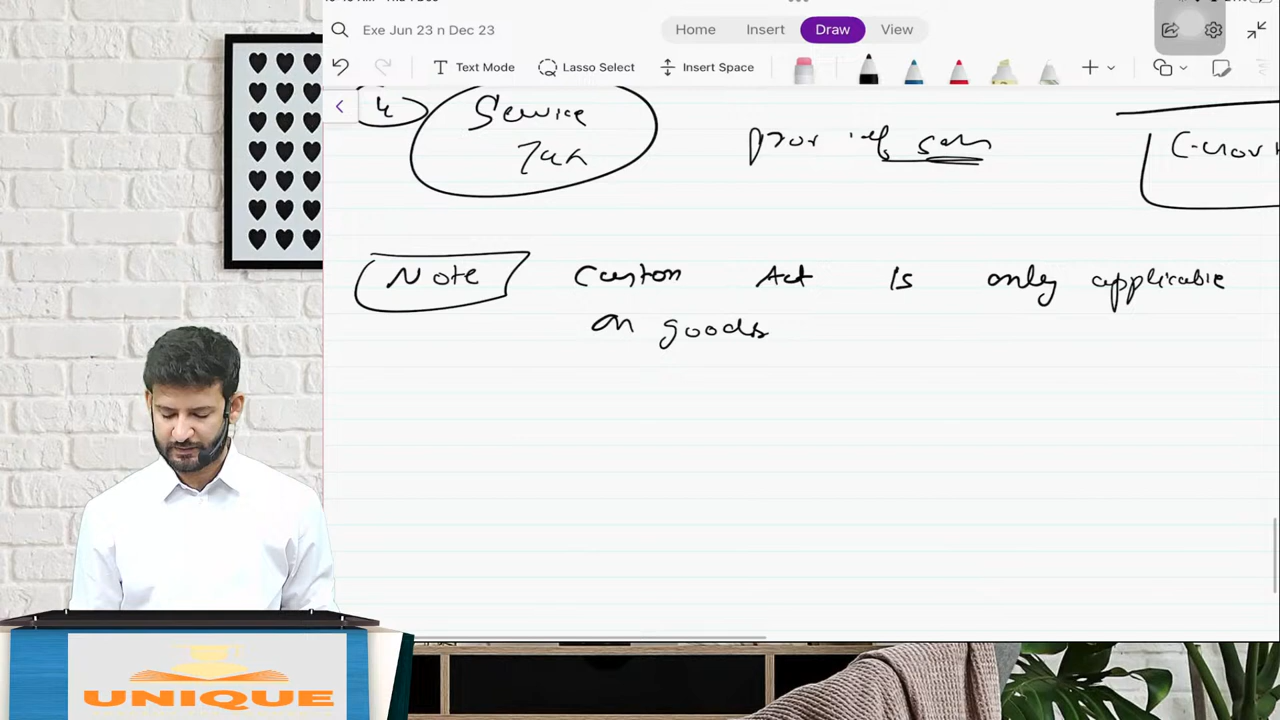 Exe Jun 23 n Dec 23
Home Insert Draw View
Text Mode Lasso Select Insert Space
4 Service
Tax
Note Custom Act is only applicable
on goods
UNIQUE